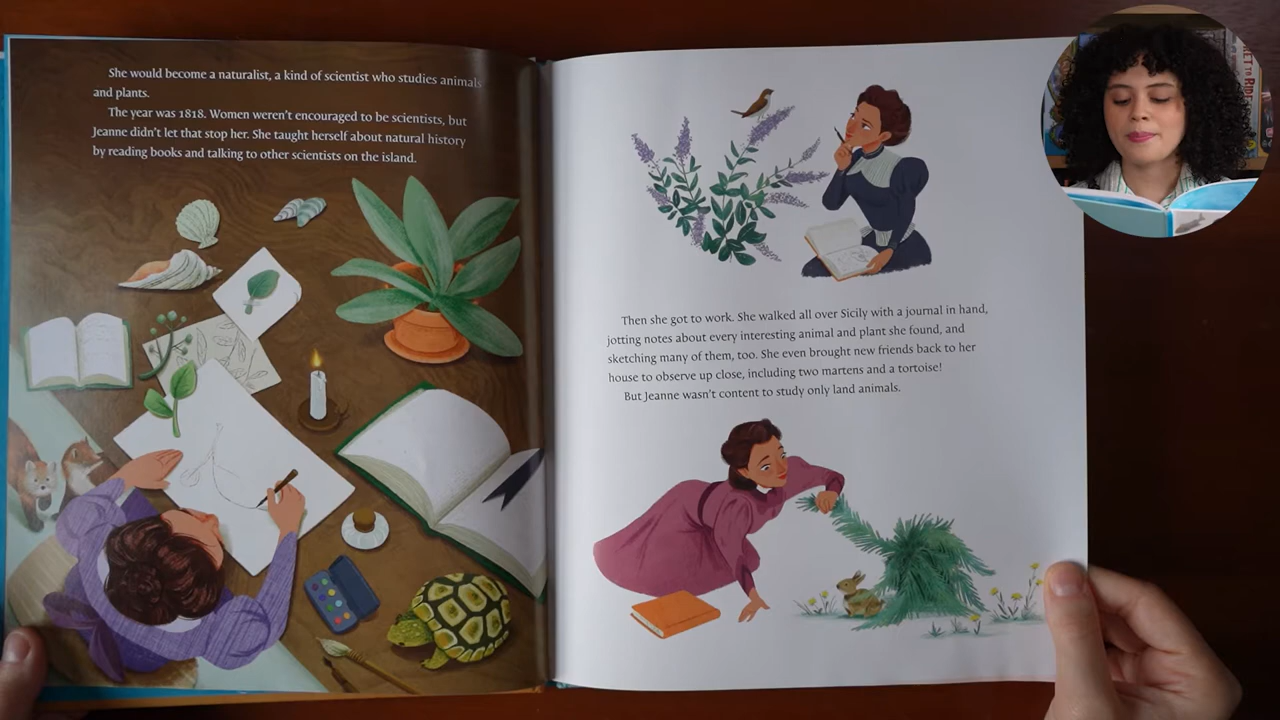 She would become a naturalist, a kind of scientist who studies animals
and plants.
The year was 1818. Women weren't encouraged to be scientists, but
Jeanne didn't let that stop her. She taught herself about natural history
by reading books and talking to other scientists on the island.
Then she got to work. She walked all over Sicily with a journal in hand,
jotting notes about every interesting animal and plant she found, and
sketching many of them, too. She even brought new friends back to her
house to observe up close, including two martens and a tortoise!
But Jeanne wasn't content to study only land animals.